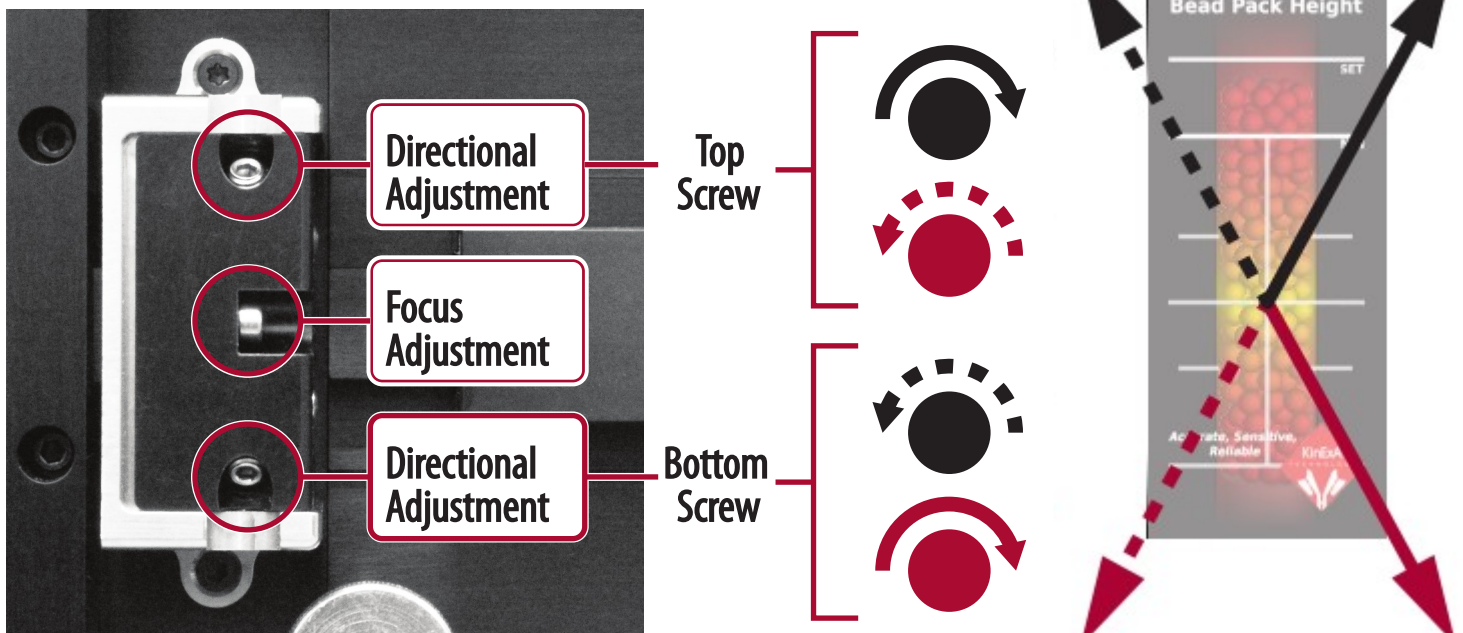 Directional
Adjustment
Focus
Adjustment
Directional
Adjustment
Top
Screw
Bottom
Screw
Bead Pack Height
SET
Sensitive,
Reliable
KinExA